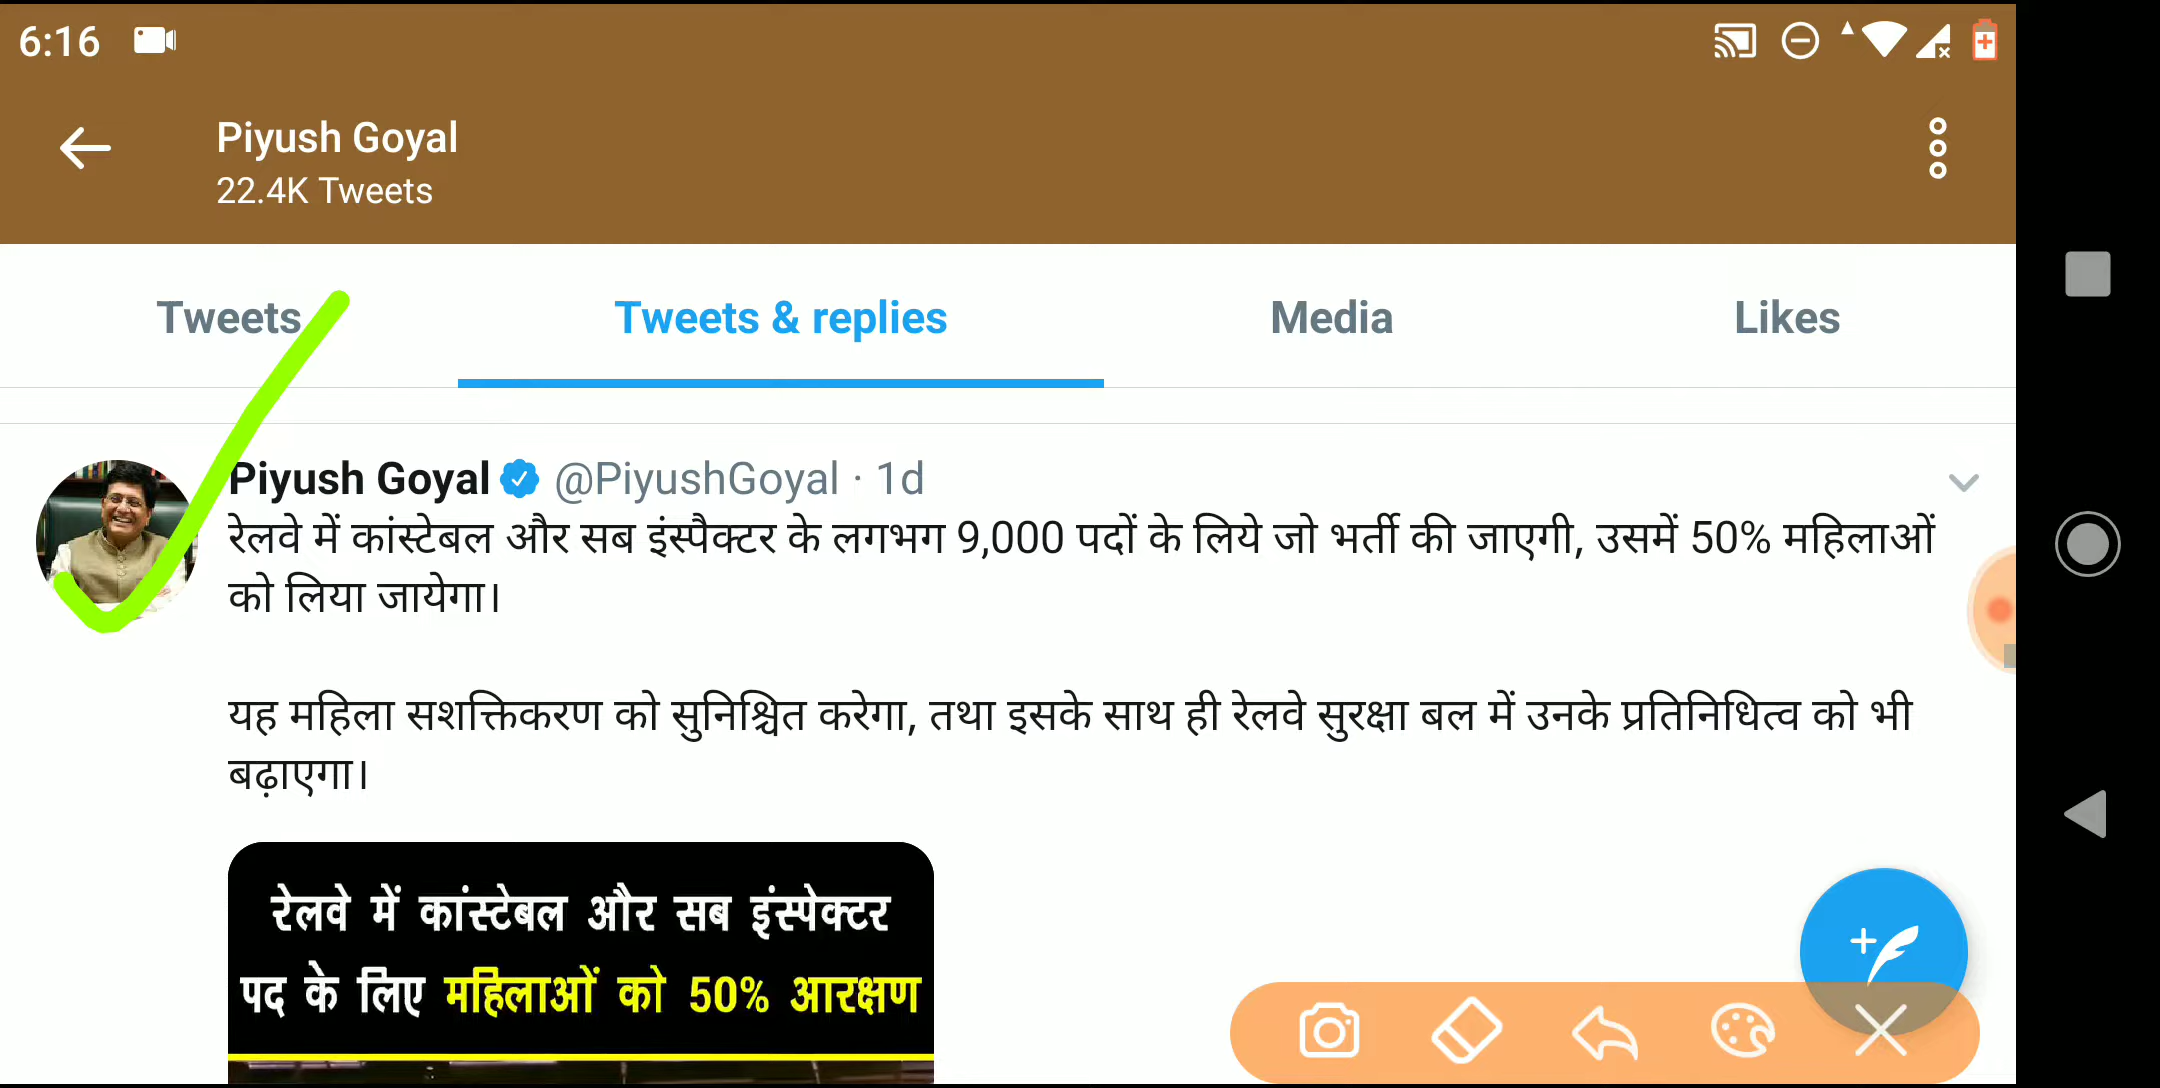 6:16
Piyush Goyal
22.4K Tweets
Tweets
Tweets & replies
Media
Likes
Piyush Goyal @PiyushGoyal · 1d
रेलवे में कांस्टेबल और सब इंस्पैक्टर के लगभग 9,000 पदों के लिये जो भर्ती की जाएगी, उसमें 50% महिलाओं
को लिया जायेगा।
यह महिला सशक्तिकरण को सुनिश्चित करेगा, तथा इसके साथ ही रेलवे सुरक्षा बल में उनके प्रतिनिधित्व को भी
बढ़ाएगा।
रेलवे में कांस्टेबल और सब इंस्पेक्टर
पद के लिए महिलाओं को 50% आरक्षण